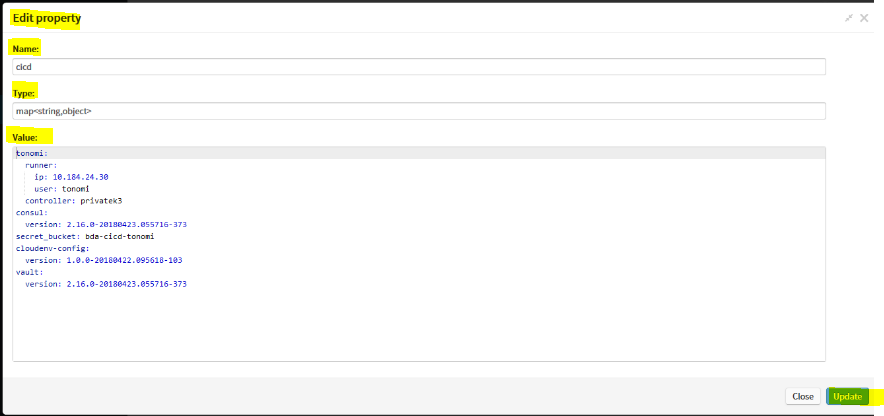 Edit property
Name:
cicd
Type:
map<string,object>
Value:
tonomi:
  runner:
    ip: 10.184.24.30
    user: tonomi
  controller: privatek3
consul:
  version: 2.16.0-20180423.055716-373
secret_bucket: bda-cicd-tonomi
cloudenv-config:
  version: 1.0.0-20180422.095618-103
vault:
  version: 2.16.0-20180423.055716-373
Close Update